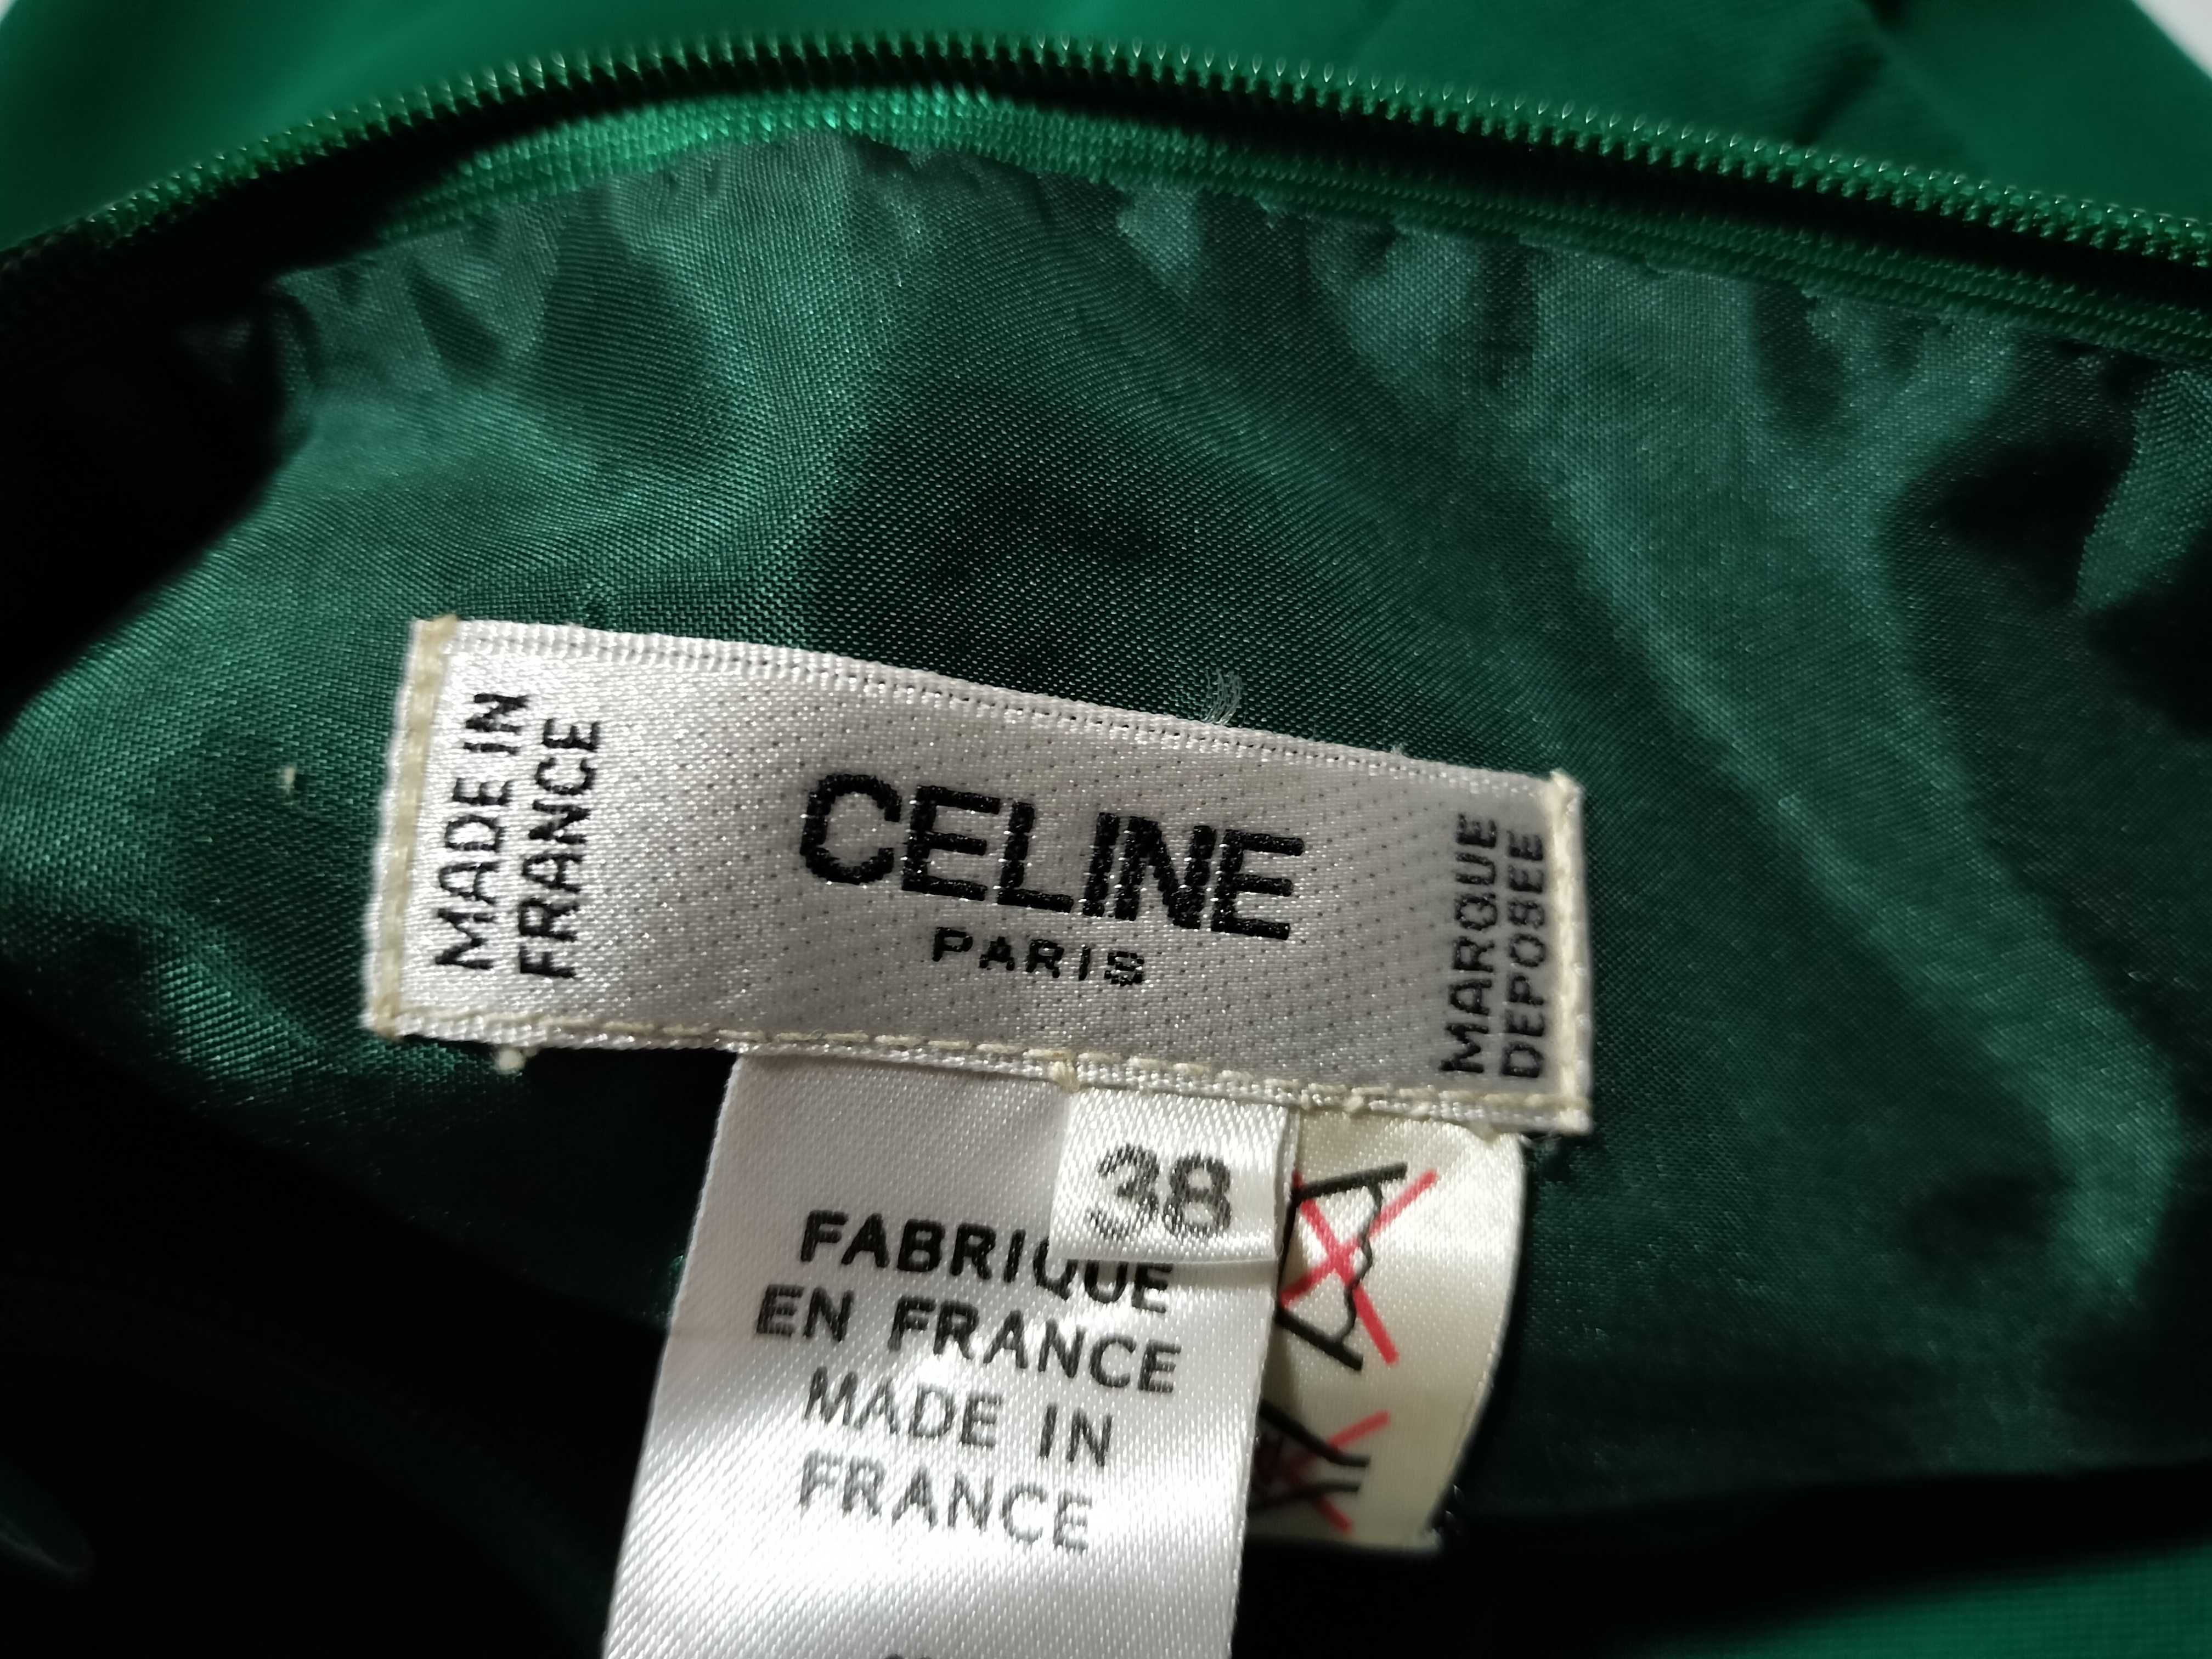 MADE IN
FRANCE
CELINE
PARIS
MARQUE
DEPOSEE
38
FABRIQUE
EN FRANCE
MADE IN
FRANCE